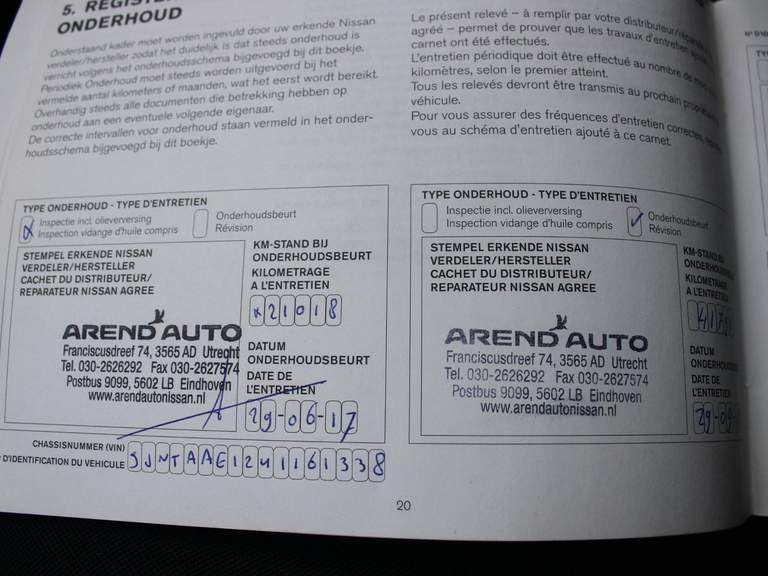 5. REGISTE
ONDERHOUD
Onderstaand kader moet worden ingevuld door uw erkende Nissan
verdeler/hersteller zodat het duidelijk is dat steeds onderhoud is
verricht volgens het onderhoudsschema bijgevoegd bij dit boekje.
Periodiek Onderhoud moet steeds worden uitgevoerd bij het
vermelde aantal kilometers of maanden, wat het eerst wordt bereikt.
Overhandig steeds alle documenten die betrekking hebben op
onderhoud aan een eventuele volgende eigenaar.
De correcte intervallen voor onderhoud staan vermeld in het onder-
houdsschema bijgevoegd bij dit boekje.
TYPE ONDERHOUD - TYPE D'ENTRETIEN
Inspectie incl. olieverversing
Inspection vidange d'huile compris
Onderhoudsbeurt
Révision
STEMPEL ERKENDE NISSAN
VERDELER/HERSTELLER
CACHET DU DISTRIBUTEUR/
REPARATEUR NISSAN AGREE
KM-STAND BIJ
ONDERHOUDSBEURT
KILOMETRAGE
A L'ENTRETIEN
x21018
AREND AUTO
Franciscusdreef 74, 3565 AD Utrecht
Tel. 030-2626292 Fax 030-2627574
Postbus 9099, 5602 LB Eindhoven
www.arendautonissan.nl
DATUM
ONDERHOUDSBEURT
DATE DE
L'ENTRETIEN
29-06-17
CHASSISNUMMER (VIN)
D'IDENTIFICATION DU VEHICULE
SJNTAAE12U1161338
Le présent relevé – à remplir par votre distributeur/
agréé – permet de prouver que les travaux d'entretien
carnet ont été effectués.
L'entretien périodique doit être effectué au nombre de
kilomètres, selon le premier atteint.
Tous les relevés devront être transmis au prochain
véhicule.
Pour vous assurer des fréquences d'entretien correctes,
vous au schéma d'entretien ajouté à ce carnet.
TYPE ONDERHOUD - TYPE D'ENTRETIEN
Inspectie incl. olieverversing
Inspection vidange d'huile compris
Onderhoudsbeurt
Révision
STEMPEL ERKENDE NISSAN
VERDELER/HERSTELLER
CACHET DU DISTRIBUTEUR/
REPARATEUR NISSAN AGREE
KM-STAND BIJ
ONDERHOUD
KILOMETRAGE
A L'ENTRETIEN
AREND AUTO
Franciscusdreef 74, 3565 AD Utrecht
Tel. 030-2626292 Fax 030-2627574
Postbus 9099, 5602 LB Eindhoven
www.arendautonissan.nl
DATUM
ONDERHOUD
DATE DE
L'ENTRETIEN
29-0
20